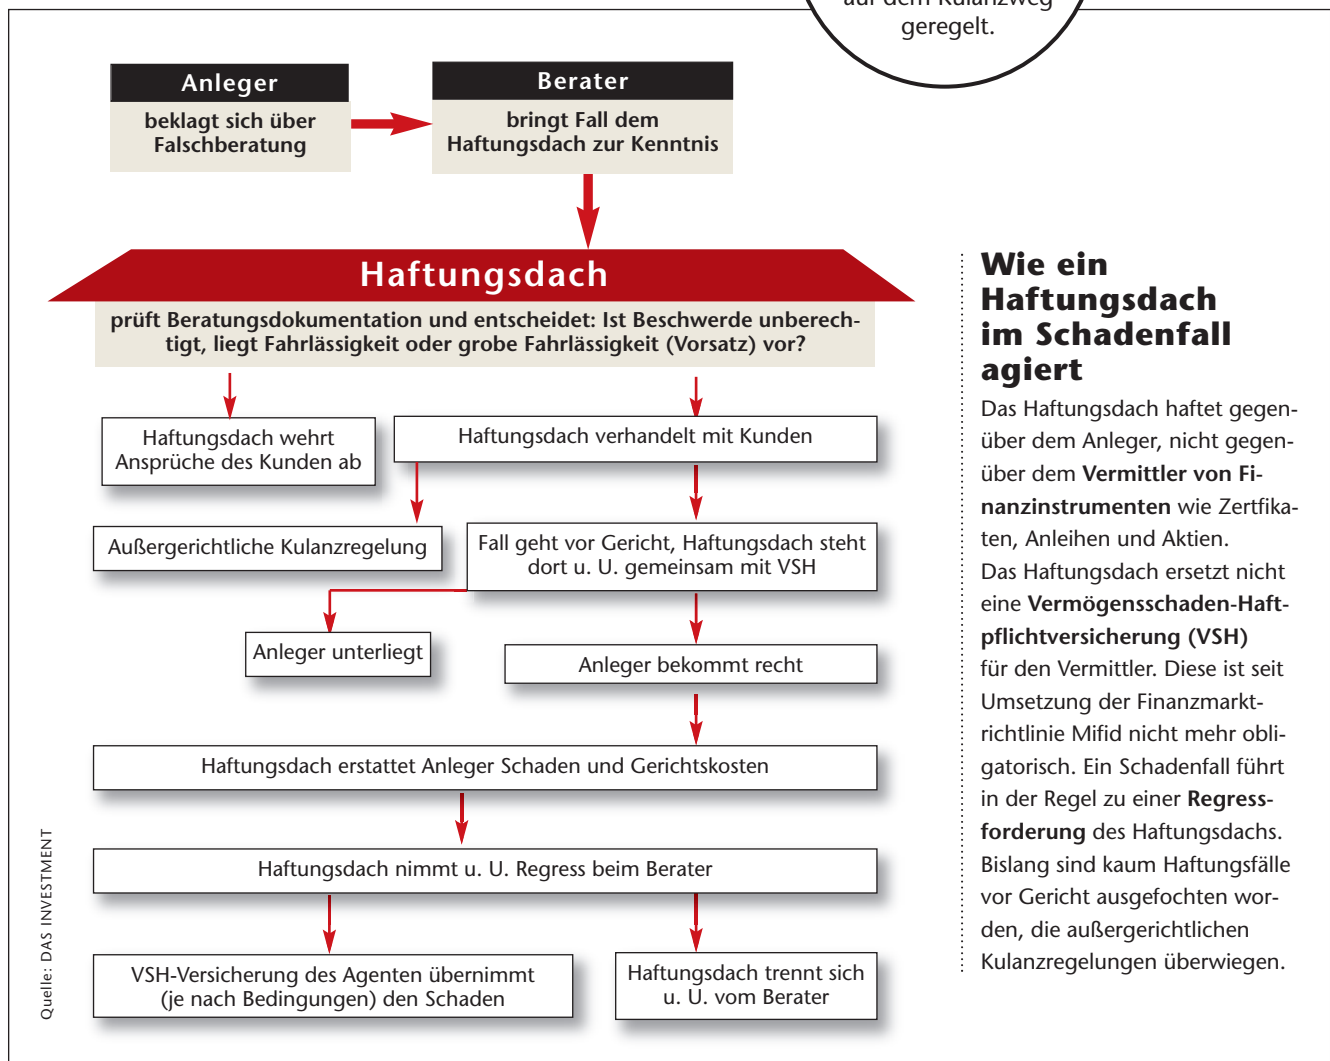 auf dem Kulanzweg
geregelt.
Anleger
beklagt sich über
Falschberatung
Berater
bringt Fall dem
Haftungsdach zur Kenntnis
Haftungsdach
prüft Beratungsdokumentation und entscheidet: Ist Beschwerde unberech-
tigt, liegt Fahrlässigkeit oder grobe Fahrlässigkeit (Vorsatz) vor?
Haftungsdach wehrt
Ansprüche des Kunden ab
Haftungsdach verhandelt mit Kunden
Außergerichtliche Kulanzregelung
Fall geht vor Gericht, Haftungsdach steht
dort u. U. gemeinsam mit VSH
Anleger unterliegt
Anleger bekommt recht
Haftungsdach erstattet Anleger Schaden und Gerichtskosten
Haftungsdach nimmt u. U. Regress beim Berater
VSH-Versicherung des Agenten übernimmt
(je nach Bedingungen) den Schaden
Haftungsdach trennt sich
u. U. vom Berater
Quelle: DAS INVESTMENT
Wie ein
Haftungsdach
im Schadenfall
agiert
Das Haftungsdach haftet gegen-
über dem Anleger, nicht gegen-
über dem Vermittler von Fi-
nanzinstrumenten wie Zertfika-
ten, Anleihen und Aktien.
Das Haftungsdach ersetzt nicht
eine Vermögensschaden-Haft-
pflichtversicherung (VSH)
für den Vermittler. Diese ist seit
Umsetzung der Finanzmarkt-
richtlinie Mifid nicht mehr obli-
gatorisch. Ein Schadenfall führt
in der Regel zu einer Regress-
forderung des Haftungsdachs.
Bislang sind kaum Haftungsfälle
vor Gericht ausgefochten wor-
den, die außergerichtlichen
Kulanzregelungen überwiegen.